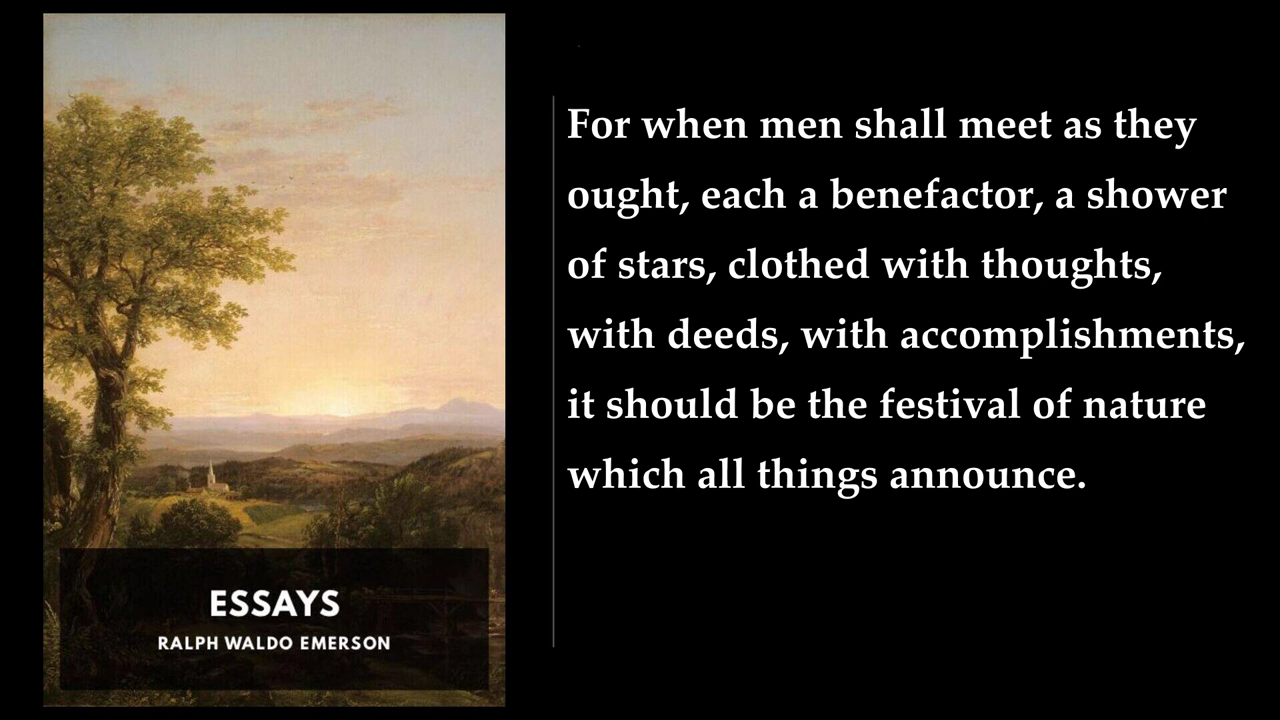 ESSAYS
RALPH WALDO EMERSON
For when men shall meet as they
ought, each a benefactor, a shower
of stars, clothed with thoughts,
with deeds, with accomplishments,
it should be the festival of nature
which all things announce.